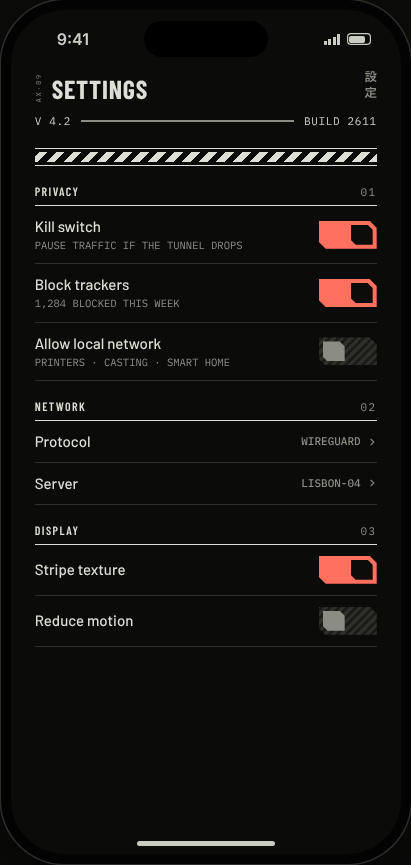 9:41
AX-09
SETTINGS
設定
V 4.2
BUILD 2611
PRIVACY
01
Kill switch
PAUSE TRAFFIC IF THE TUNNEL DROPS
Block trackers
1,284 BLOCKED THIS WEEK
Allow local network
PRINTERS · CASTING · SMART HOME
NETWORK
02
Protocol
WIREGUARD >
Server
LISBON-04 >
DISPLAY
03
Stripe texture
Reduce motion